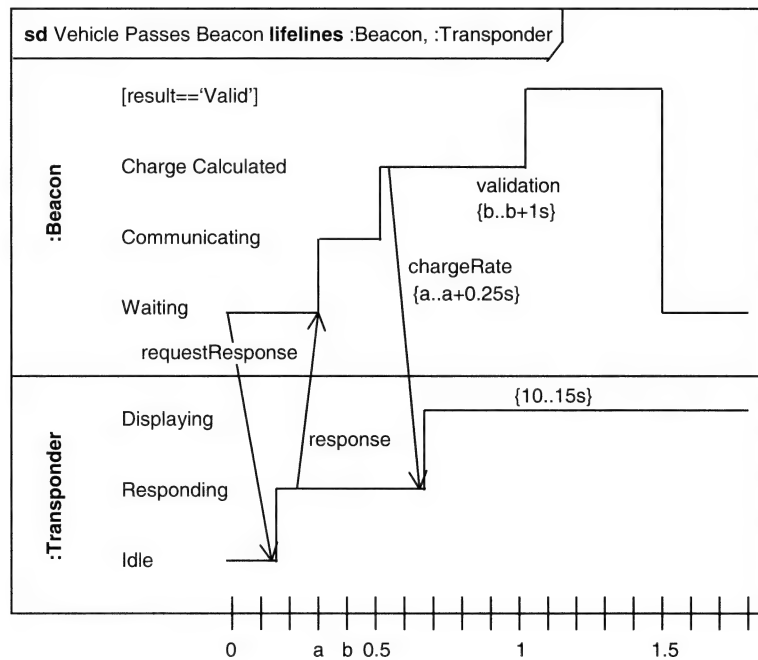 sd Vehicle Passes Beacon lifelines :Beacon, :Transponder
[result=='Valid']
Charge Calculated
validation
{b..b+1s}
:Beacon
Communicating
chargeRate
{a..a+0.25s}
Waiting
requestResponse
{10..15s}
Displaying
response
:Transponder
Responding
Idle
0 a b 0.5 1 1.5